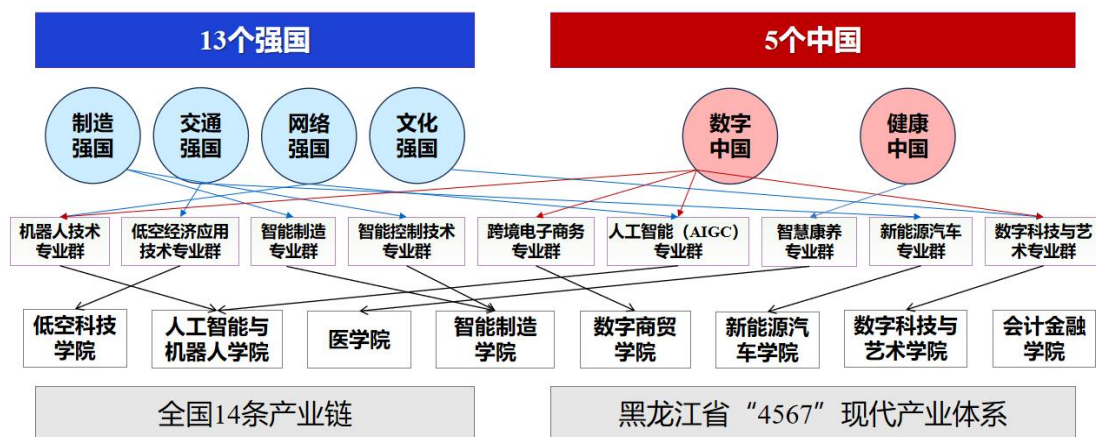 13个强国
5个中国
制造
强国
交通
强国
网络
强国
文化
强国
数字
中国
健康
中国
机器人技术
专业群
低空经济应用
技术专业群
智能制造
专业群
智能控制技术
专业群
跨境电子商务
专业群
人工智能（AIGC）
专业群
智慧康养
专业群
新能源汽车
专业群
数字科技与艺
术专业群
低空科技
学院
人工智能与
机器人学院
医学院
智能制造
学院
数字商贸
学院
新能源汽
车学院
数字科技与
艺术学院
会计金融
学院
全国14条产业链
黑龙江省“4567”现代产业体系